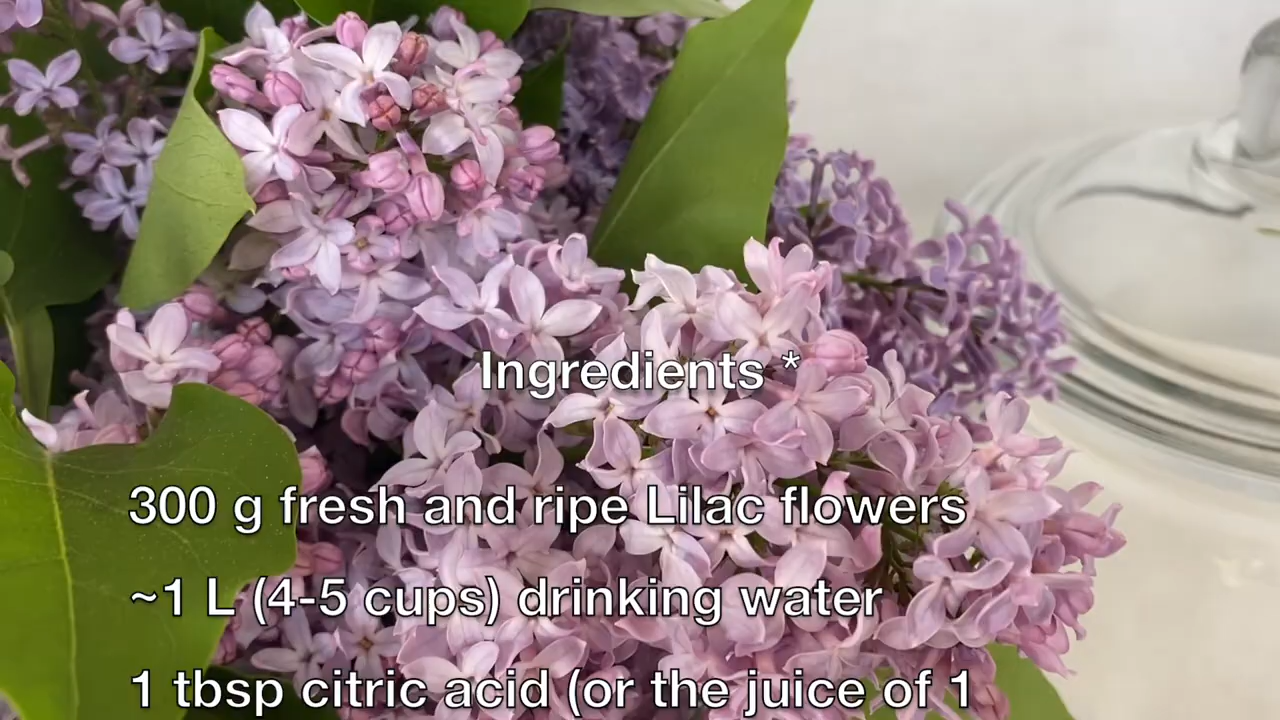 Ingredients *
300 g fresh and ripe Lilac flowers
~1 L (4-5 cups) drinking water
1 tbsp citric acid (or the juice of 1